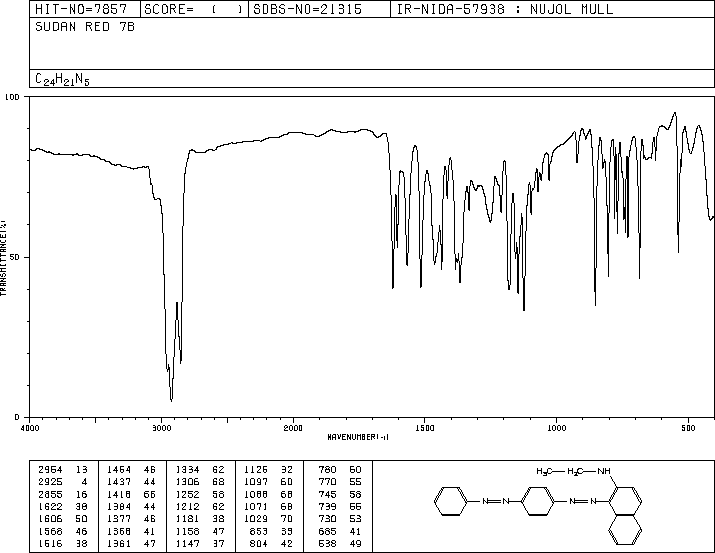 HIT-NO=7857 SCORE= ( ) SDBS-NO=21315 IR-NIDA-57938 : NUJOL MULL
SUDAN RED 7B
C24H21N5
100
50
0
TRANSMITTANCE(%)
4000 3000 2000 1500 1000 500
WAVENUMBER(-1)
2954 13 1464 46 1334 62 1126 32 780 60
2925 4 1437 44 1306 68 1097 60 770 55
2855 16 1418 66 1252 58 1088 68 745 58
1622 38 1384 44 1212 62 1071 68 739 55
1606 50 1377 46 1181 38 1029 70 730 53
1568 46 1368 41 1158 47 853 33 685 41
1516 38 1361 47 1147 37 804 42 538 49
H3C CH2 NH
N N N N